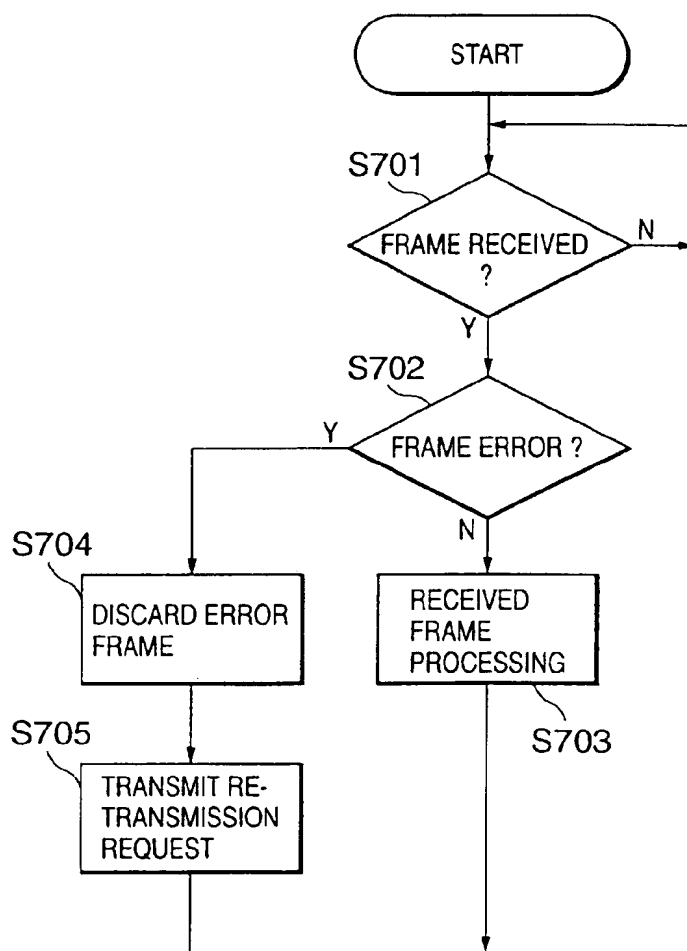 START
S701
FRAME RECEIVED
?
N
Y
S702
FRAME ERROR ?
Y
N
S704
DISCARD ERROR
FRAME
RECEIVED
FRAME
PROCESSING
S703
S705
TRANSMIT RE-
TRANSMISSION
REQUEST